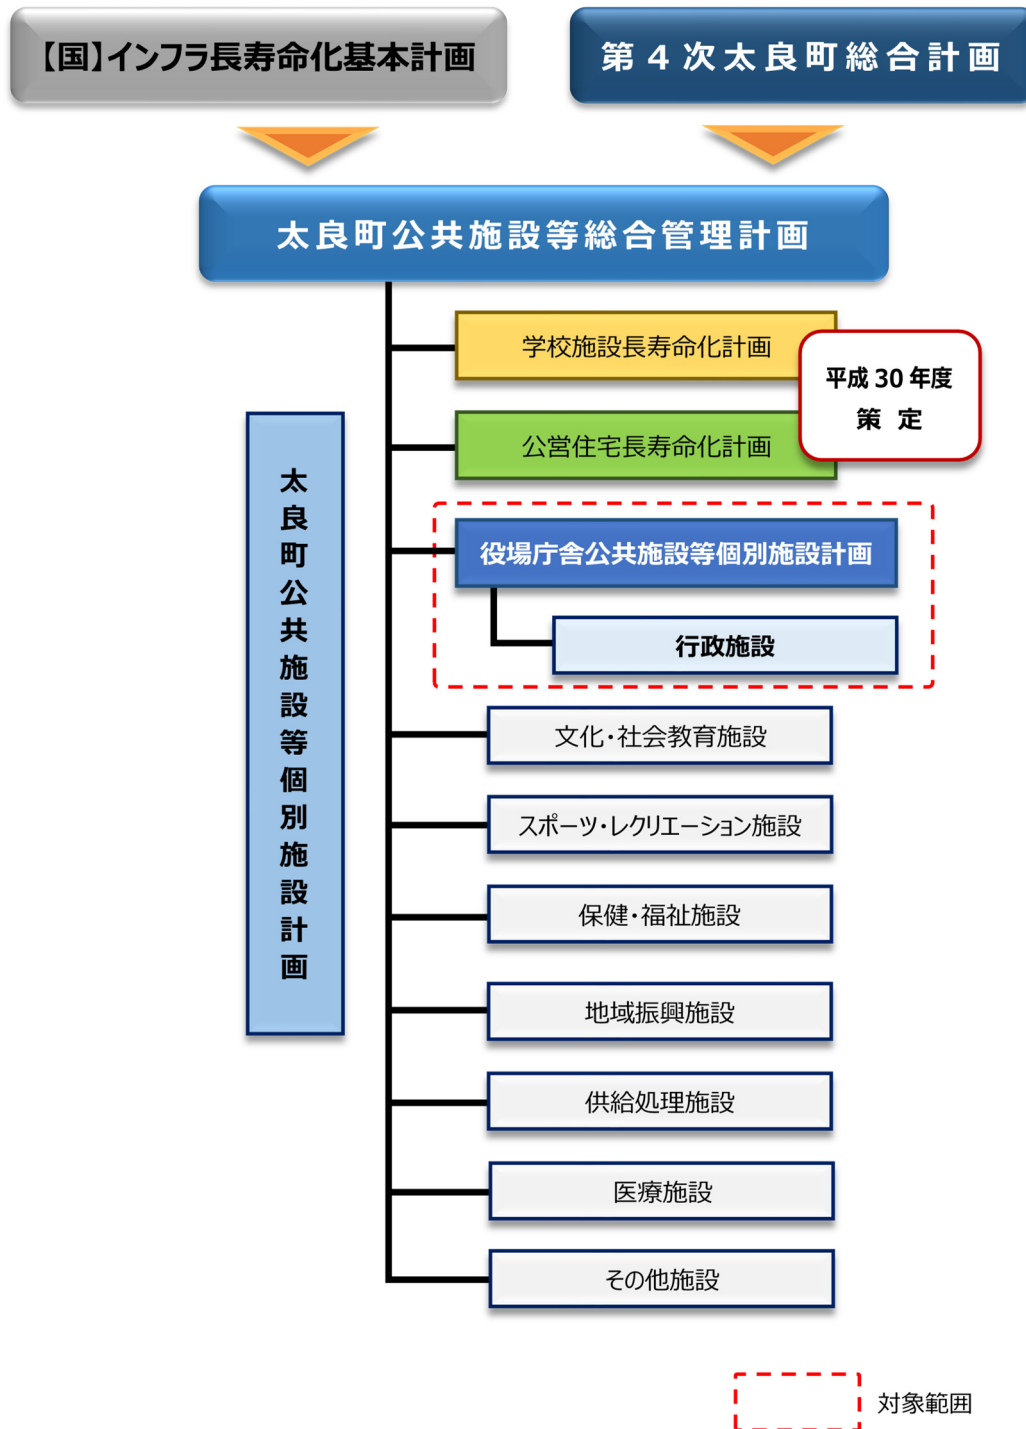 【国】インフラ長寿命化基本計画
第4次太良町総合計画
太良町公共施設等総合管理計画
太良町公共施設等個別施設計画
学校施設長寿命化計画
平成30年度
策定
公営住宅長寿命化計画
役場庁舎公共施設等個別施設計画
行政施設
文化・社会教育施設
スポーツ・レクリエーション施設
保健・福祉施設
地域振興施設
供給処理施設
医療施設
その他施設
対象範囲